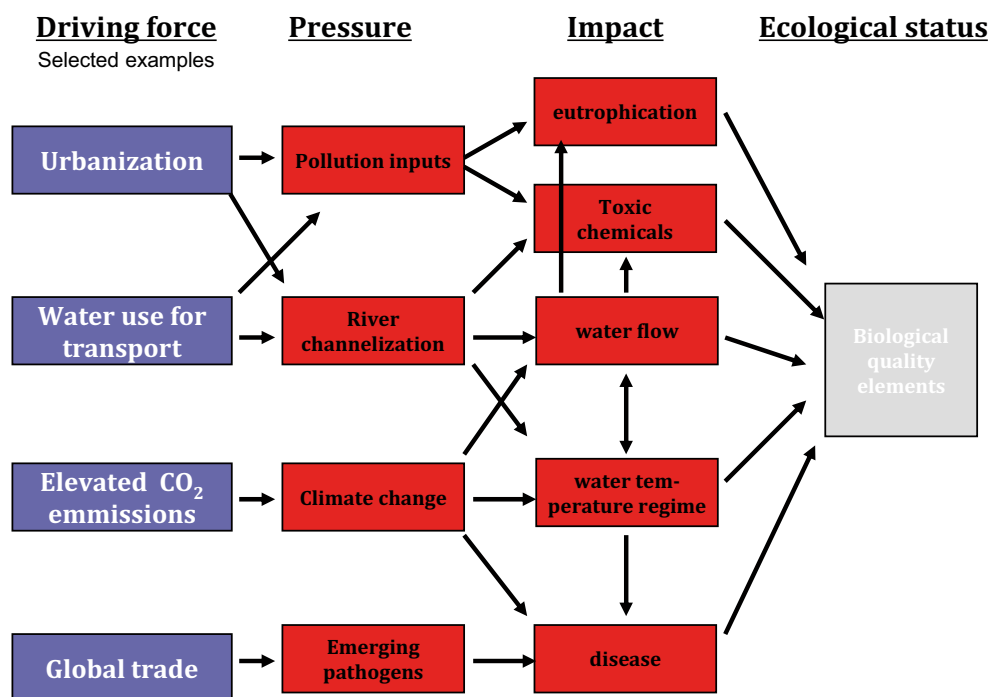 Driving force
Selected examples
Pressure
Impact
Ecological status
Urbanization
Pollution inputs
eutrophication
Toxic
chemicals
Water use for
transport
River
channelization
water flow
Biological
quality
elements
Elevated CO₂
emmissions
Climate change
water tem-
perature regime
Global trade
Emerging
pathogens
disease